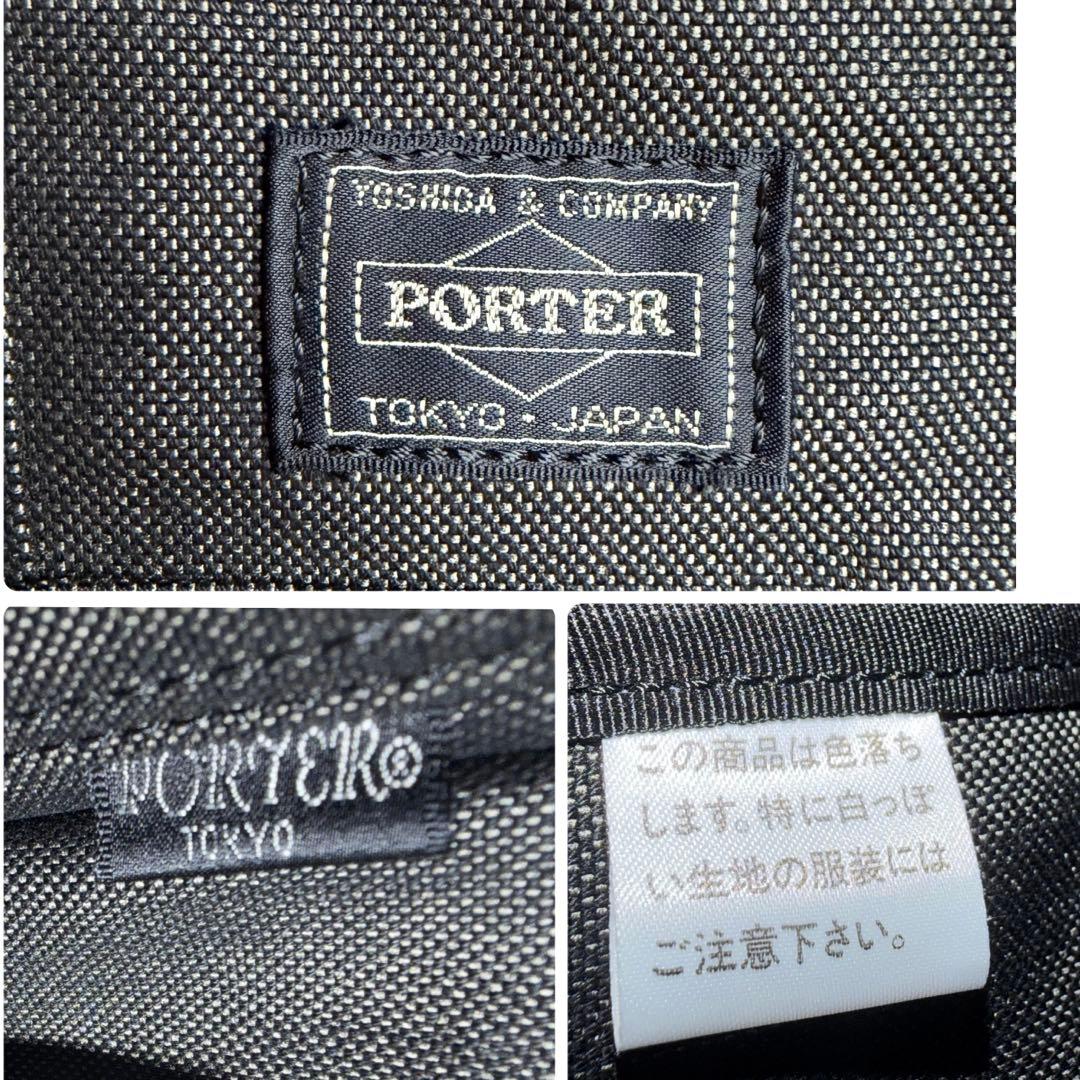 YOSHIDA & COMPANY
PORTER
TOKYO・JAPAN
PORTER®
TOKYO
この商品は色落ち
します。特に白っぽ
い生地の服装には
ご注意下さい。